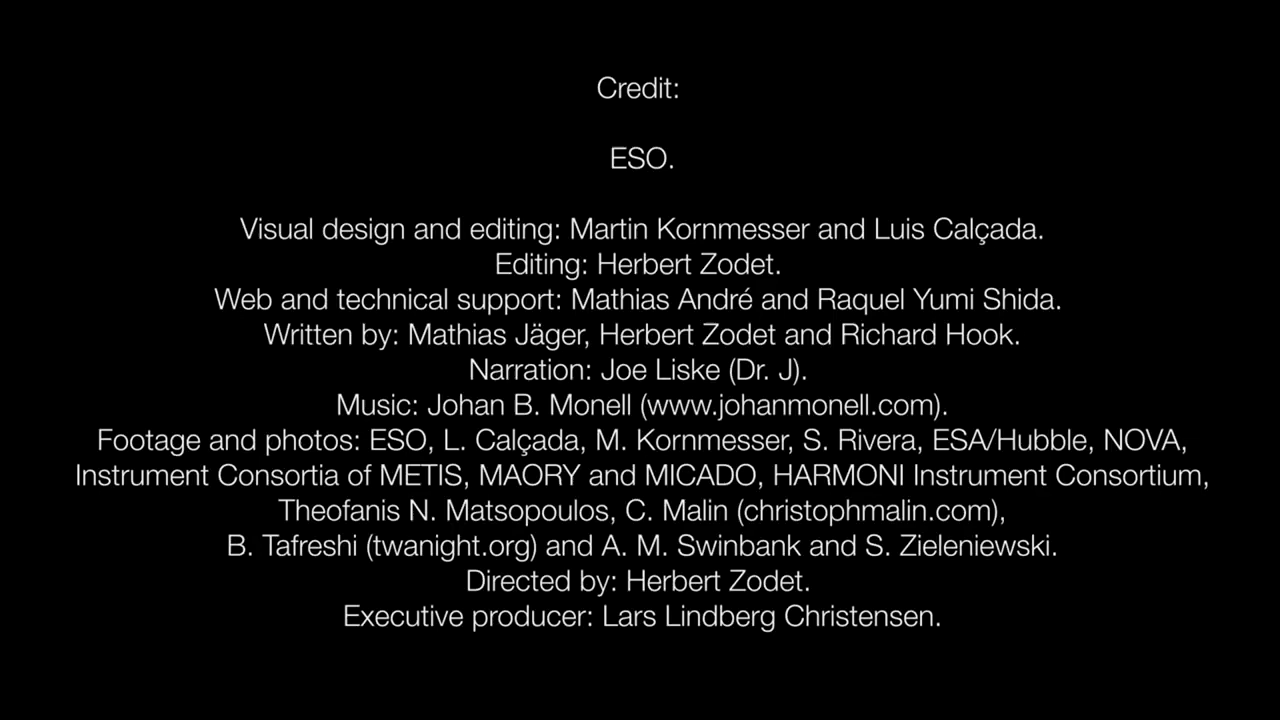 Credit:
ESO.
Visual design and editing: Martin Kornmesser and Luis Calçada.
Editing: Herbert Zodet.
Web and technical support: Mathias André and Raquel Yumi Shida.
Written by: Mathias Jäger, Herbert Zodet and Richard Hook.
Narration: Joe Liske (Dr. J).
Music: Johan B. Monell (www.johanmonell.com).
Footage and photos: ESO, L. Calçada, M. Kornmesser, S. Rivera, ESA/Hubble, NOVA,
Instrument Consortia of METIS, MAORY and MICADO, HARMONI Instrument Consortium,
Theofanis N. Matsopoulos, C. Malin (christophmalin.com),
B. Tafreshi (twanight.org) and A. M. Swinbank and S. Zieleniewski.
Directed by: Herbert Zodet.
Executive producer: Lars Lindberg Christensen.